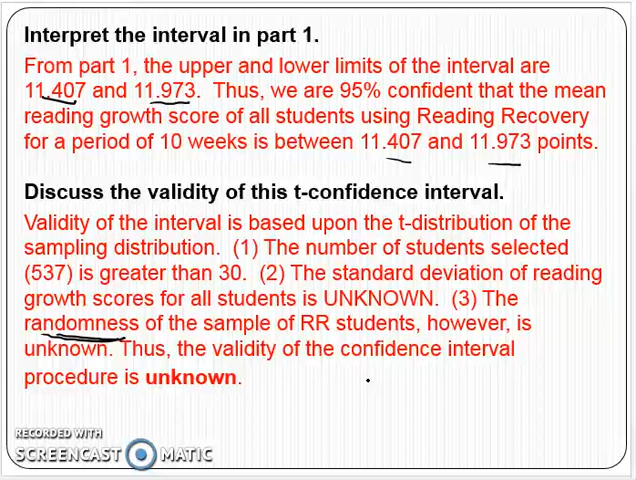 Interpret the interval in part 1.
From part 1, the upper and lower limits of the interval are
11.407 and 11.973. Thus, we are 95% confident that the mean
reading growth score of all students using Reading Recovery
for a period of 10 weeks is between 11.407 and 11.973 points.
Discuss the validity of this t-confidence interval.
Validity of the interval is based upon the t-distribution of the
sampling distribution. (1) The number of students selected
(537) is greater than 30. (2) The standard deviation of reading
growth scores for all students is UNKNOWN. (3) The
randomness of the sample of RR students, however, is
unknown. Thus, the validity of the confidence interval
procedure is unknown.
RECORDED WITH
SCREENCAST MATIC